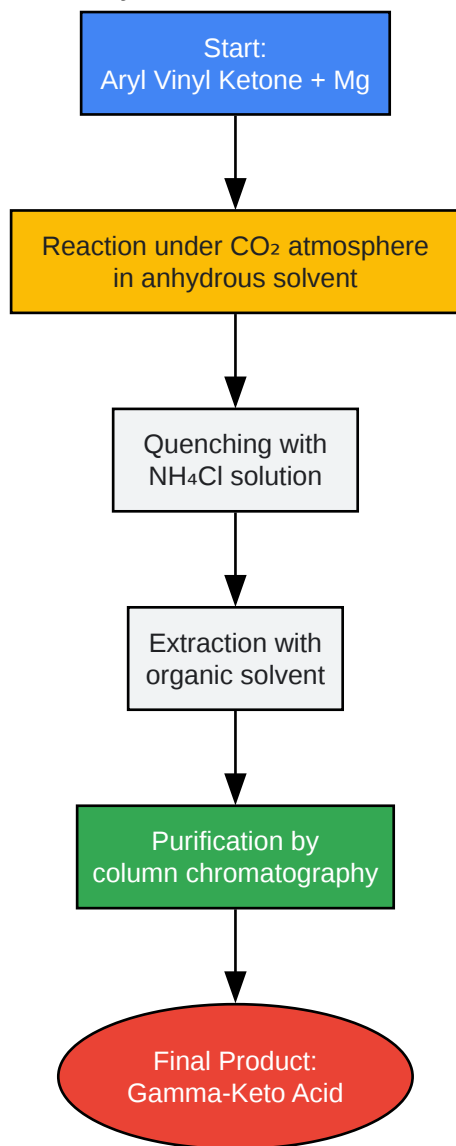 Start:
Aryl Vinyl Ketone + Mg
Reaction under CO₂ atmosphere
in anhydrous solvent
Quenching with
NH₄Cl solution
Extraction with
organic solvent
Purification by
column chromatography
Final Product:
Gamma-Keto Acid